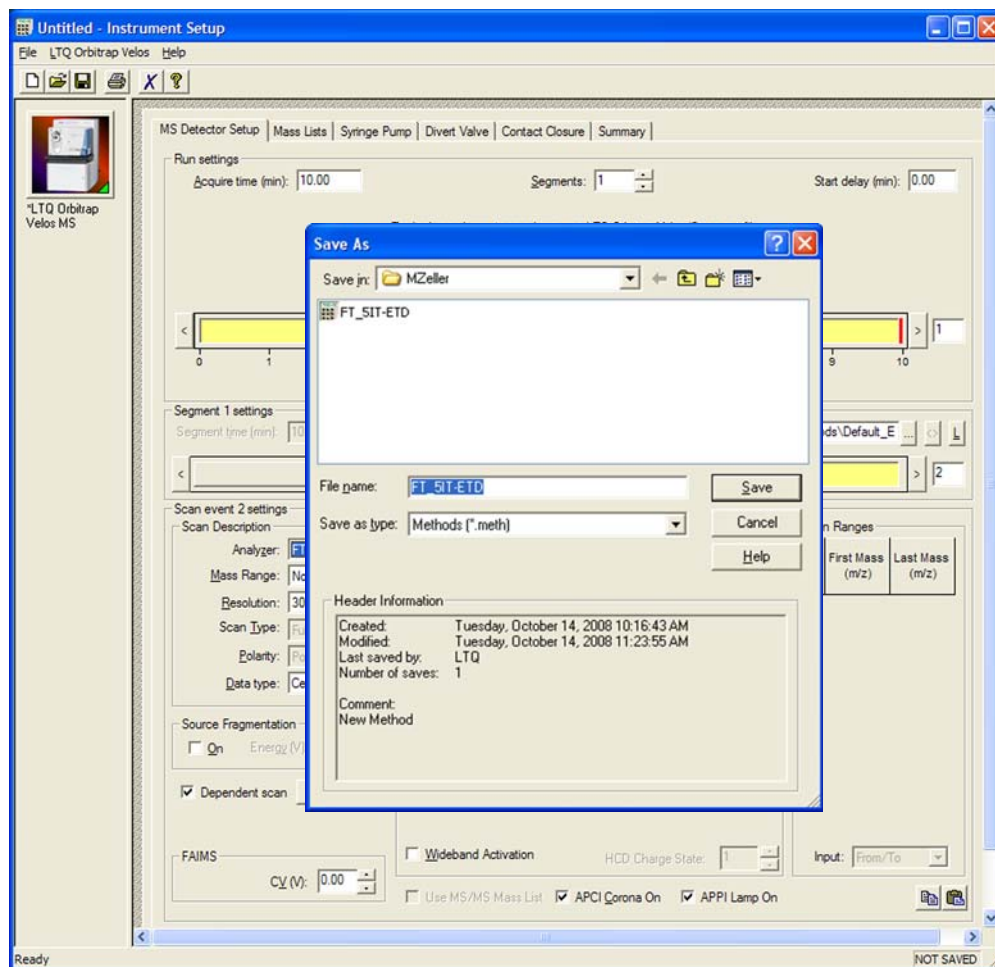 Untitled - Instrument Setup
File LTQ Orbitrap Velos Help
*LTQ Orbitrap
Velos MS
MS Detector Setup Mass Lists Syringe Pump Divert Valve Contact Closure Summary
Run settings
Acquire time (min): 10.00 Segments: 1 Start delay (min): 0.00
Save As
Save in: MZeller
FT_5IT-ETD
< > 1
0 1 9 10
Segment 1 settings
Segment time (min): 10 ds\Default_E ... <> L
< > 2
File name: FT_5IT-ETD Save
Save as type: Methods (*.meth) Cancel
Help
Scan event 2 settings
Scan Description n Ranges
Analyzer: FT
Mass Range: No
Resolution: 30
Scan Type: Fu
Polarity: Po
Data type: Ce
First Mass Last Mass
(m/z) (m/z)
Header Information
Created: Tuesday, October 14, 2008 10:16:43 AM
Modified: Tuesday, October 14, 2008 11:23:55 AM
Last saved by: LTQ
Number of saves: 1
Comment:
New Method
Source Fragmentation
On Energy (V)
Dependent scan
FAIMS
CV (V): 0.00
Wideband Activation HCD Charge State: 1 Input: From/To
Use MS/MS Mass List APCI Corona On APPI Lamp On
Ready NOT SAVED